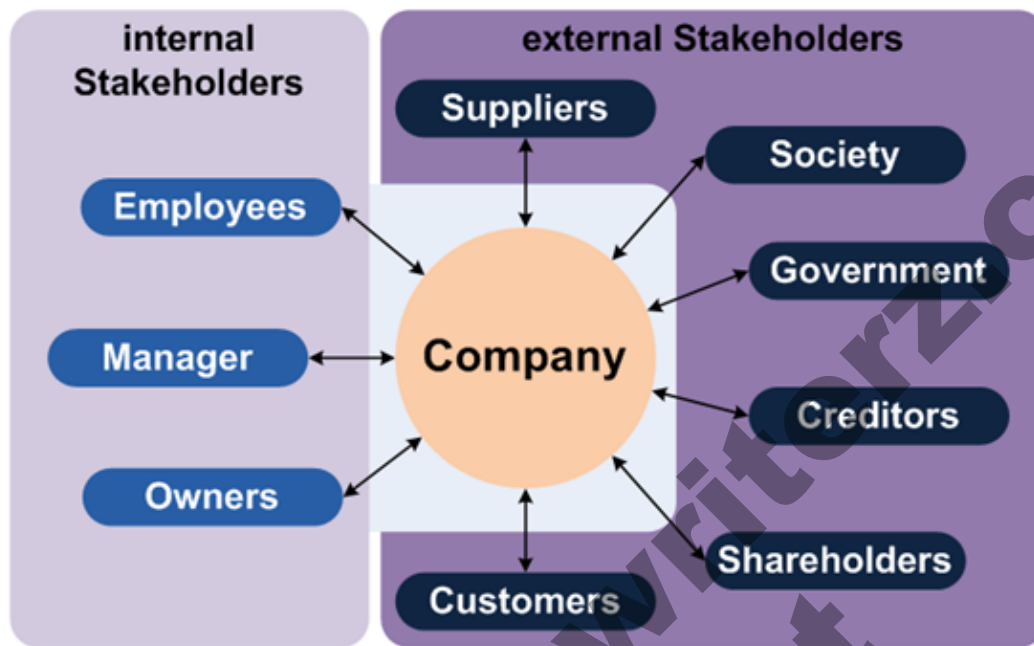 internal
Stakeholders
external Stakeholders
Suppliers
Society
Employees
Government
Manager
Company
Creditors
Owners
Shareholders
Customers